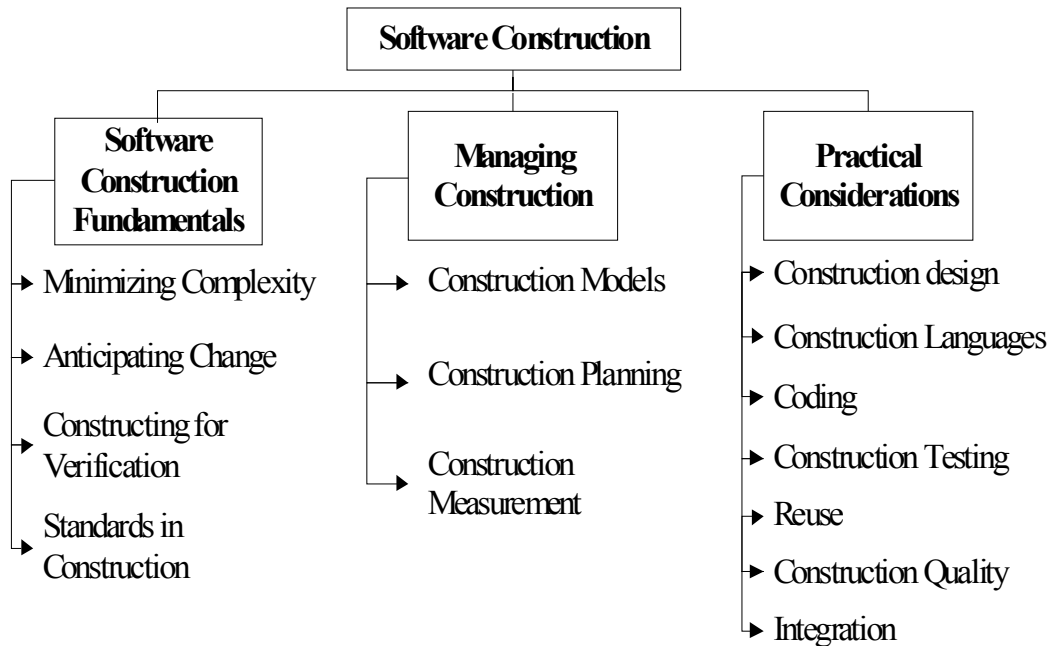 Software Construction
Software
Construction
Fundamentals
Minimizing Complexity
Anticipating Change
Constructing for
Verification
Standards in
Construction
Managing
Construction
Construction Models
Construction Planning
Construction
Measurement
Practical
Considerations
Construction design
Construction Languages
Coding
Construction Testing
Reuse
Construction Quality
Integration